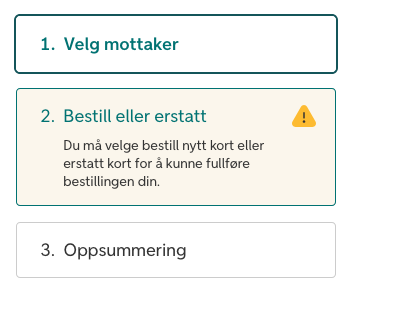 1. Velg mottaker
2. Bestill eller erstatt
Du må velge bestill nytt kort eller
erstatt kort for å kunne fullføre
bestillingen din.
3. Oppsummering